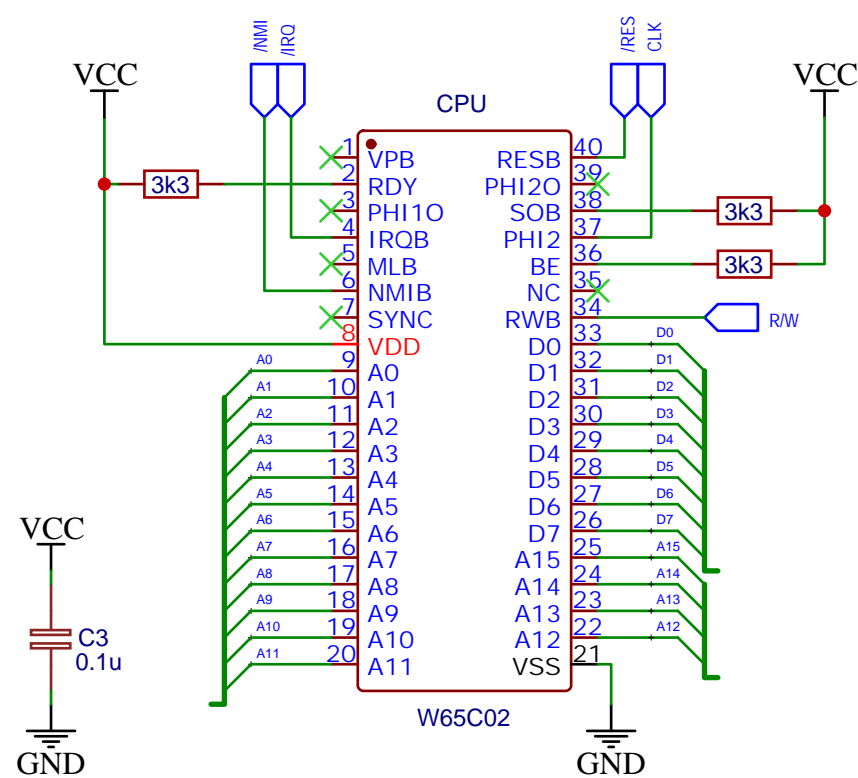 /NMI
/IRQ
/RES
CLK
VCC
VCC
CPU
1 VPB
2 RDY
3 PHI1O
4 IRQB
5 MLB
6 NMIB
7 SYNC
8 VDD
9 A0
10 A1
11 A2
12 A3
13 A4
14 A5
15 A6
16 A7
17 A8
18 A9
19 A10
20 A11
RESB 40
PHI2O 39
SOB 38
PHI2 37
BE 36
NC 35
RWB 34
D0 33
D1 32
D2 31
D3 30
D4 29
D5 28
D6 27
D7 26
A15 25
A14 24
A13 23
A12 22
VSS 21
3k3
3k3
3k3
R/W
A0
A1
A2
A3
A4
A5
A6
A7
A8
A9
A10
A11
D0
D1
D2
D3
D4
D5
D6
D7
A15
A14
A13
A12
VCC
C3
0.1u
GND
W65C02
GND